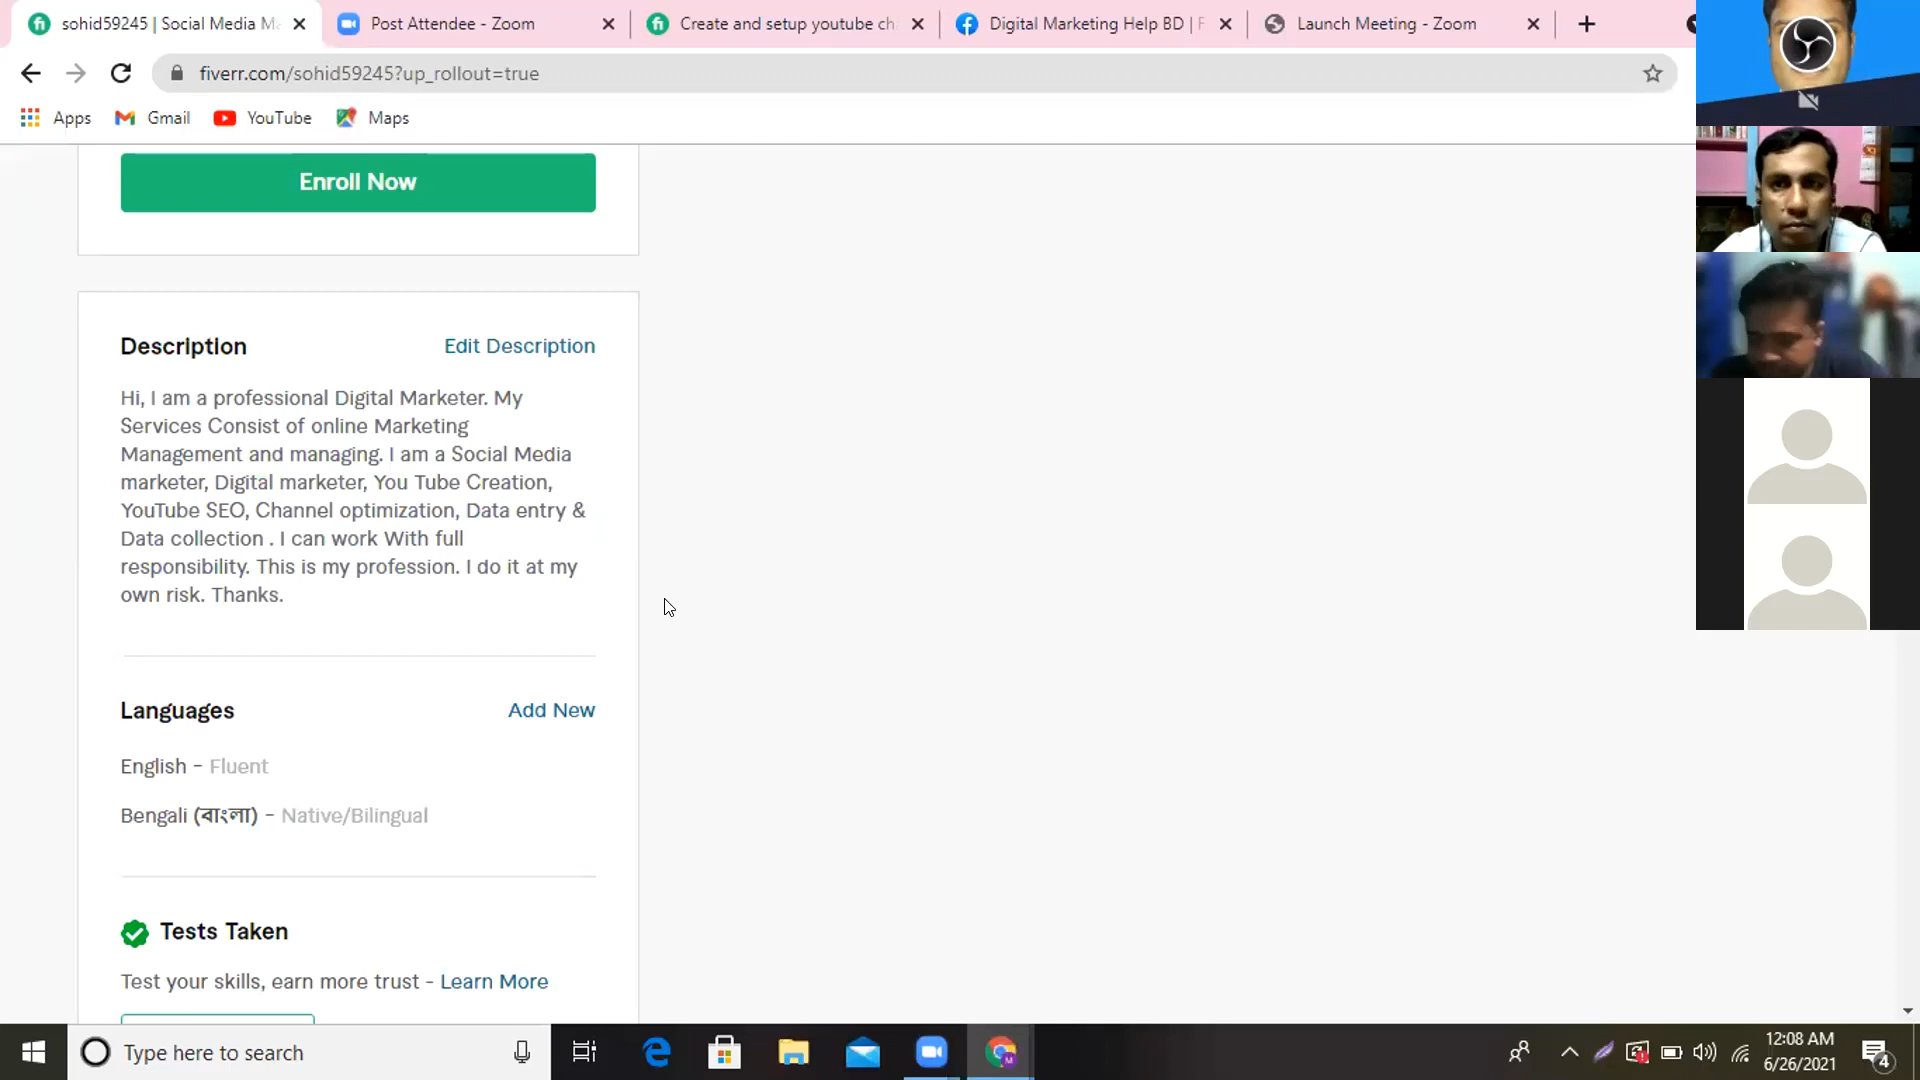 sohid59245 | Social Media Ma
Post Attendee - Zoom
Create and setup youtube ch
Digital Marketing Help BD | F
Launch Meeting - Zoom
fiverr.com/sohid59245?up_rollout=true
Apps
Gmail
YouTube
Maps
Enroll Now
Description
Edit Description
Hi, I am a professional Digital Marketer. My
Services Consist of online Marketing
Management and managing. I am a Social Media
marketer, Digital marketer, You Tube Creation,
YouTube SEO, Channel optimization, Data entry &
Data collection . I can work With full
responsibility. This is my profession. I do it at my
own risk. Thanks.
Languages
Add New
English - Fluent
Bengali (বাংলা) - Native/Bilingual
Tests Taken
Test your skills, earn more trust - Learn More
Type here to search
12:08 AM
6/26/2021
4